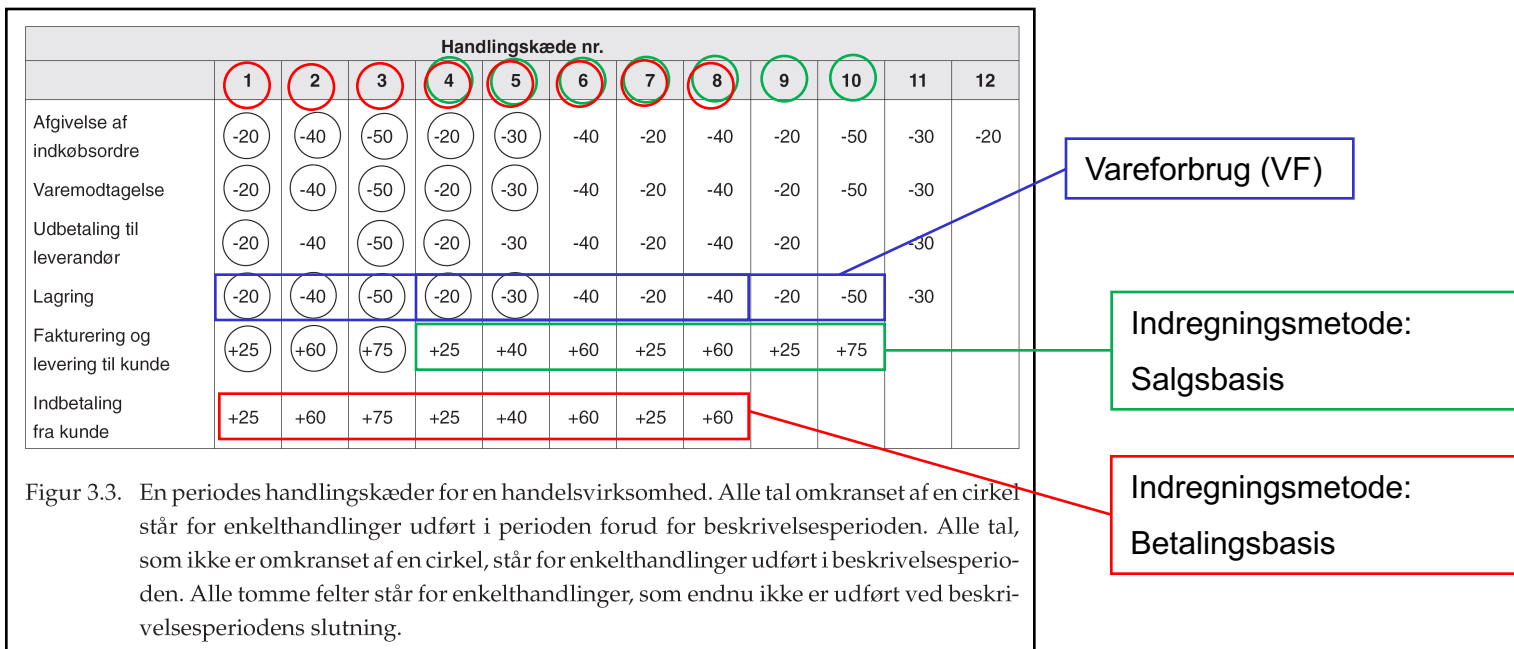 Handlingskæde nr.
1 2 3 4 5 6 7 8 9 10 11 12
Afgivelse af
indkøbsordre
-20 -40 -50 -20 -30 -40 -20 -40 -20 -50 -30 -20
Varemodtagelse -20 -40 -50 -20 -30 -40 -20 -40 -20 -50 -30
Udbetaling til
leverandør
-20 -40 -50 -20 -30 -40 -20 -40 -20 -30
Lagring -20 -40 -50 -20 -30 -40 -20 -40 -20 -50 -30
Fakturering og
levering til kunde
+25 +60 +75 +25 +40 +60 +25 +60 +25 +75
Indbetaling
fra kunde
+25 +60 +75 +25 +40 +60 +25 +60
Vareforbrug (VF)
Indregningsmetode:
Salgsbasis
Indregningsmetode:
Betalingsbasis
Figur 3.3. En periodes handlingskæder for en handelsvirksomhed. Alle tal omkranset af en cirkel
står for enkelthandlinger udført i perioden forud for beskrivelsesperioden. Alle tal,
som ikke er omkranset af en cirkel, står for enkelthandlinger udført i beskrivelsesperio-
den. Alle tomme felter står for enkelthandlinger, som endnu ikke er udført ved beskri-
velsesperiodens slutning.